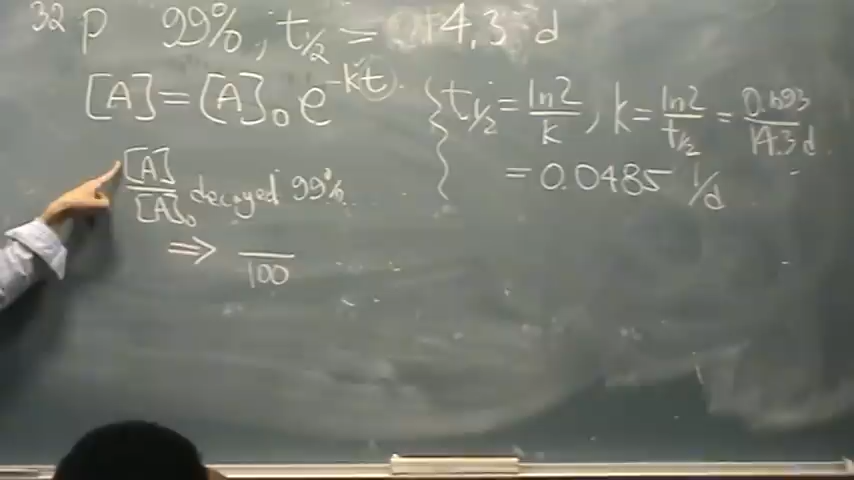 32P 99%, t1/2 = 14.3 d
[A] = [A]0 e^-kt
t1/2 = ln2/k, k = ln2/t1/2 = 0.693/14.3 d
= 0.0485 1/d
[A]/[A]0 decayed 99%
⇒ /100